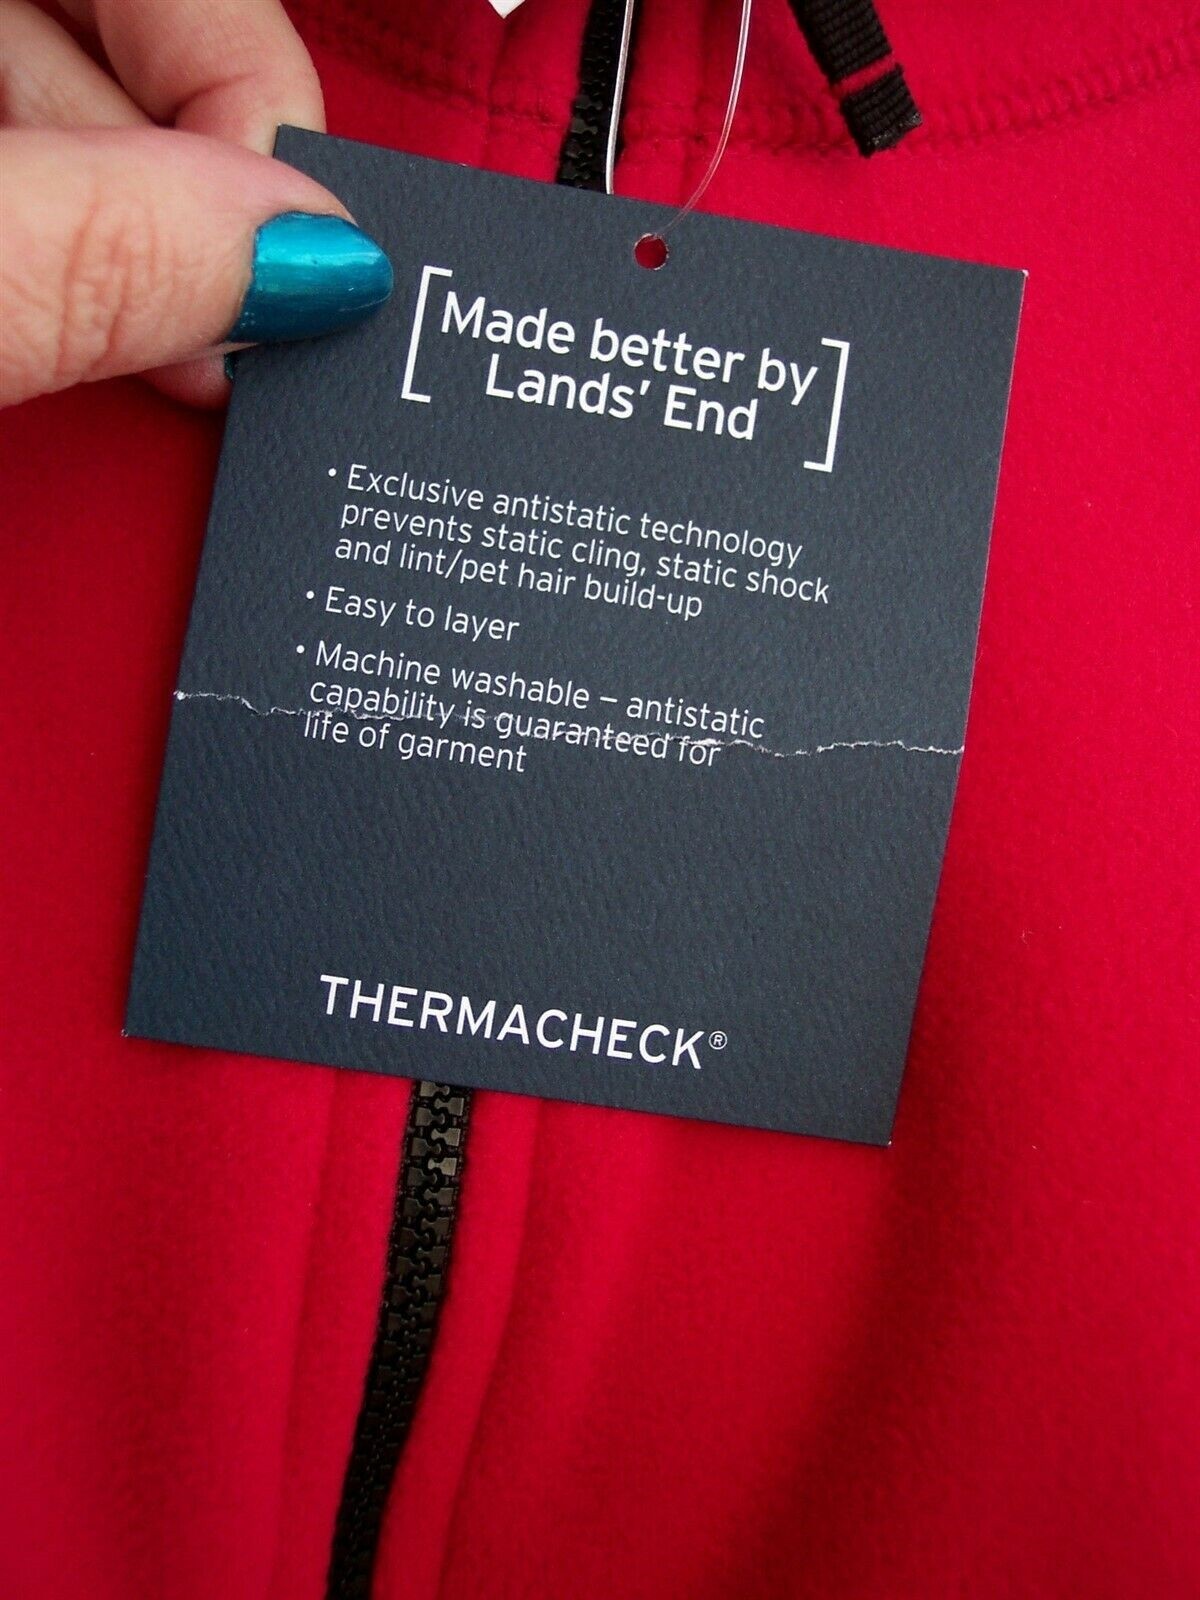 [Made better by
Lands' End]
• Exclusive antistatic technology
prevents static cling, static shock
and lint/pet hair build-up
• Easy to layer
• Machine washable – antistatic
capability is guaranteed for
life of garment
THERMACHECK®